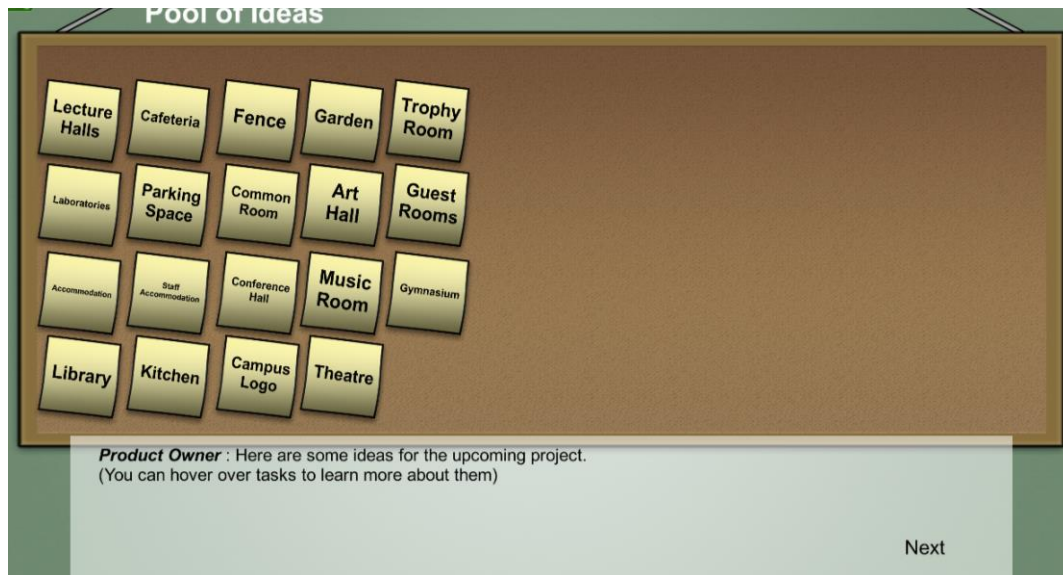 Pool of Ideas
Lecture
Halls
Cafeteria
Fence
Garden
Trophy
Room
Laboratories
Parking
Space
Common
Room
Art
Hall
Guest
Rooms
Accommodation
Staff
Accommodation
Conference
Hall
Music
Room
Gymnasium
Library
Kitchen
Campus
Logo
Theatre
Product Owner : Here are some ideas for the upcoming project.
(You can hover over tasks to learn more about them)
Next